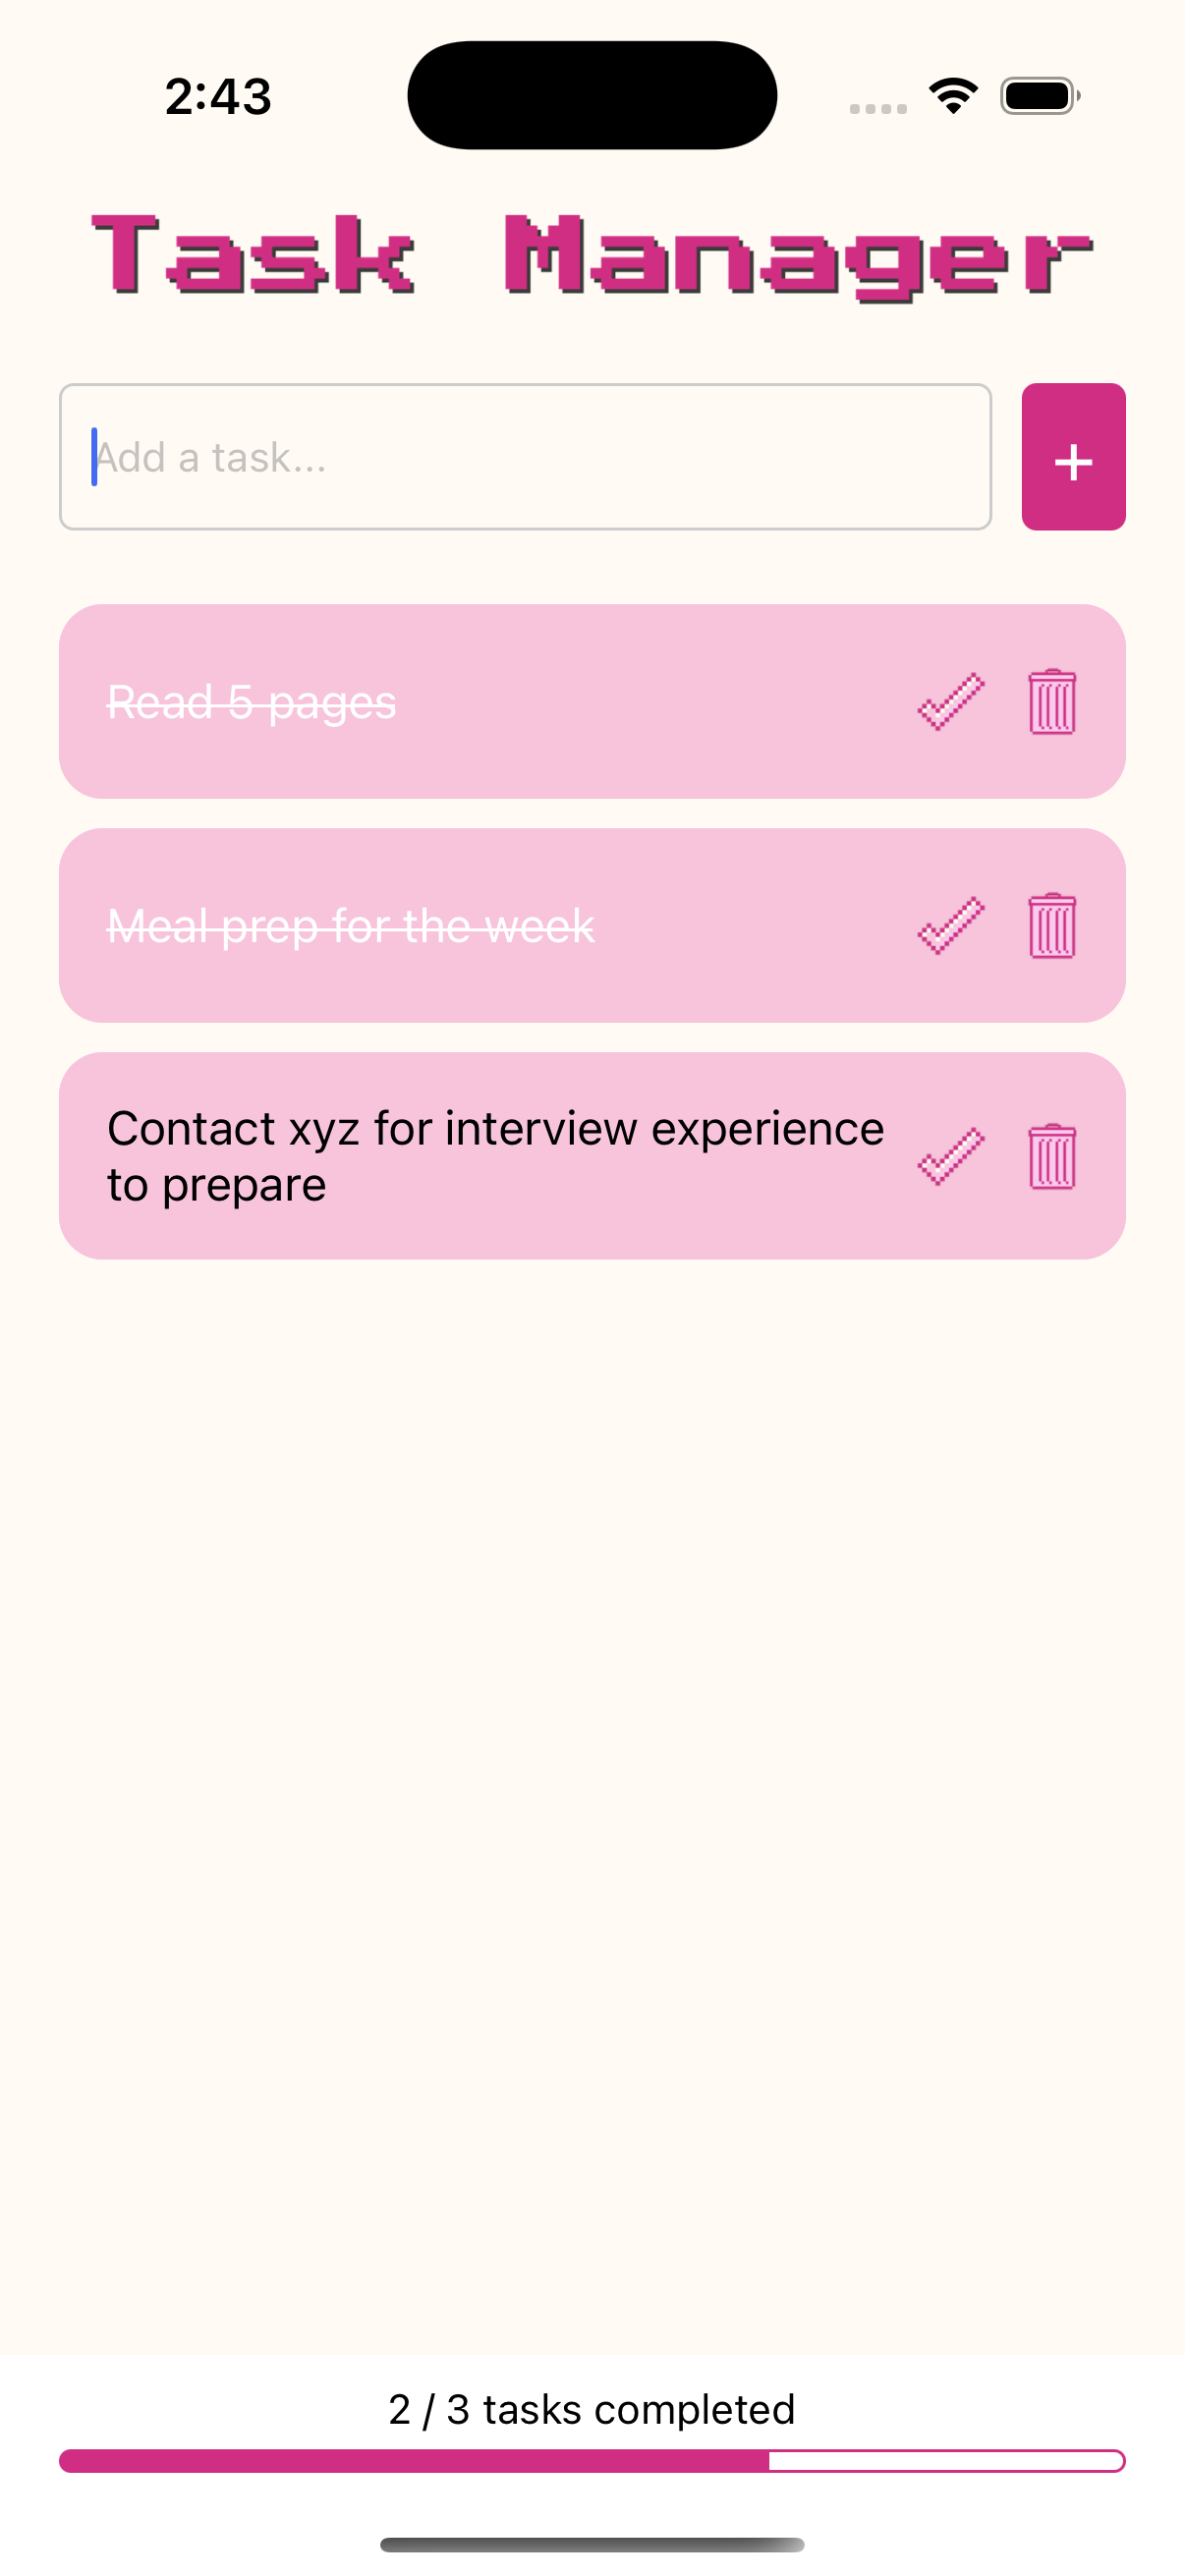 2:43
Task Manager
Add a task...
+
Read 5 pages
Meal prep for the week
Contact xyz for interview experience
to prepare
2 / 3 tasks completed